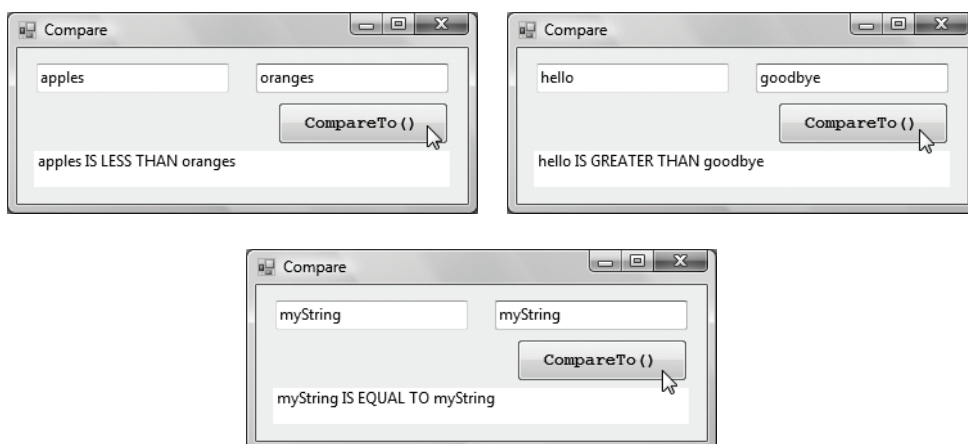 Compare
apples
oranges
CompareTo()
apples IS LESS THAN oranges
Compare
hello
goodbye
CompareTo()
hello IS GREATER THAN goodbye
Compare
myString
myString
CompareTo()
myString IS EQUAL TO myString